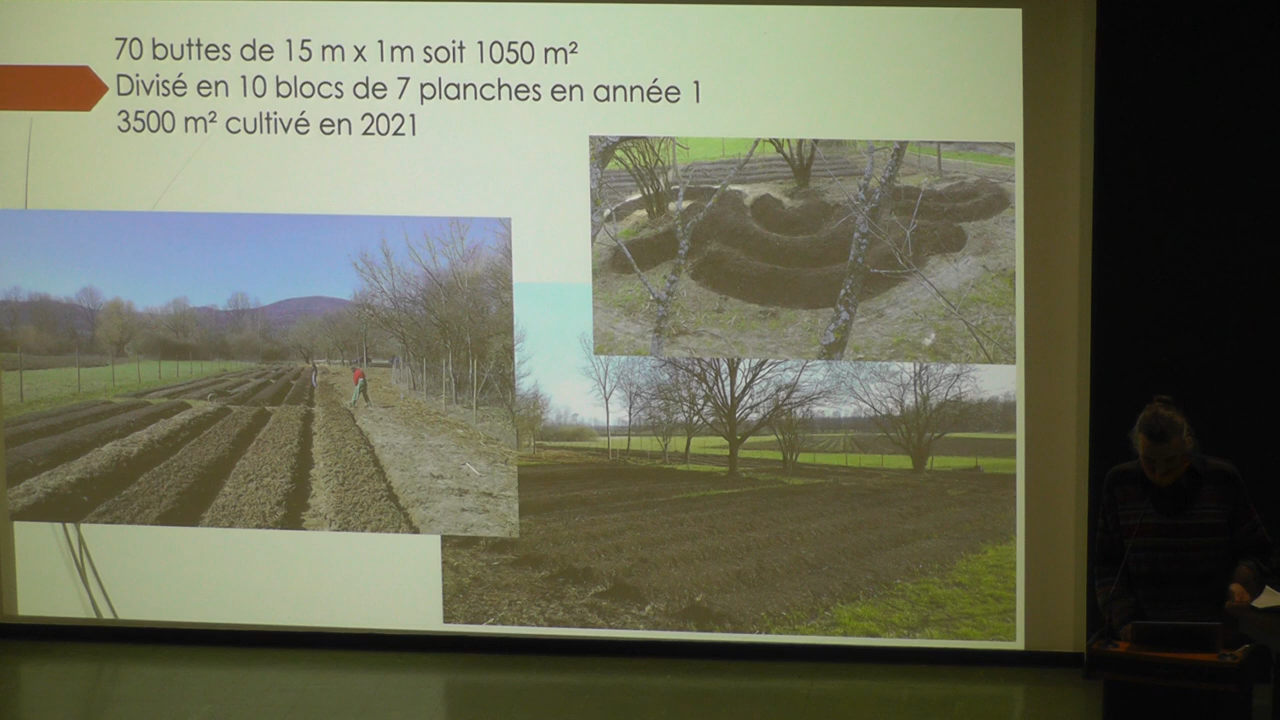 70 buttes de 15 m x 1m soit 1050 m²
Divisé en 10 blocs de 7 planches en année 1
3500 m² cultivé en 2021